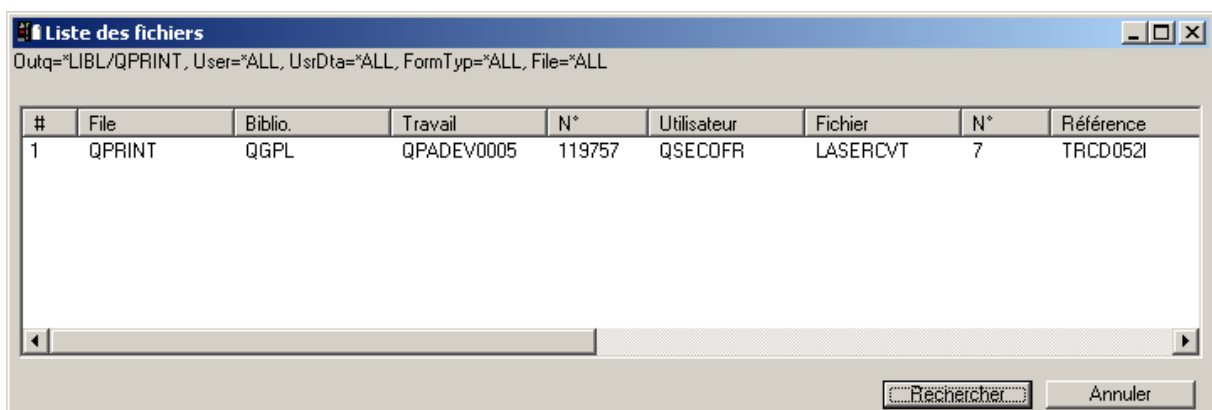 Liste des fichiers
Outq=*LIBL/QPRINT, User=*ALL, UsrDta=*ALL, FormTyp=*ALL, File=*ALL
# File Biblio. Travail N° Utilisateur Fichier N° Référence
1 QPRINT QGPL QPADEV0005 119757 QSECOFR LASERCVT 7 TRCD052I
Rechercher Annuler